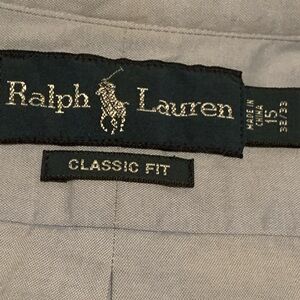 Ralph Lauren
MADE IN
CHINA
15
32/33
CLASSIC FIT